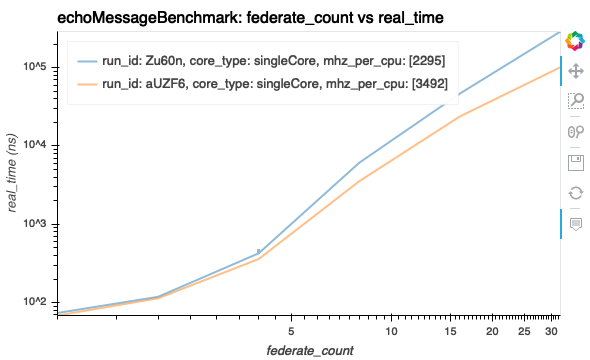 echoMessageBenchmark: federate_count vs real_time
run_id: Zu60n, core_type: singleCore, mhz_per_cpu: [2295]
run_id: aUZF6, core_type: singleCore, mhz_per_cpu: [3492]
10^5
10^4
10^3
10^2
real_time (ns)
5 10 15 20 25 30
federate_count